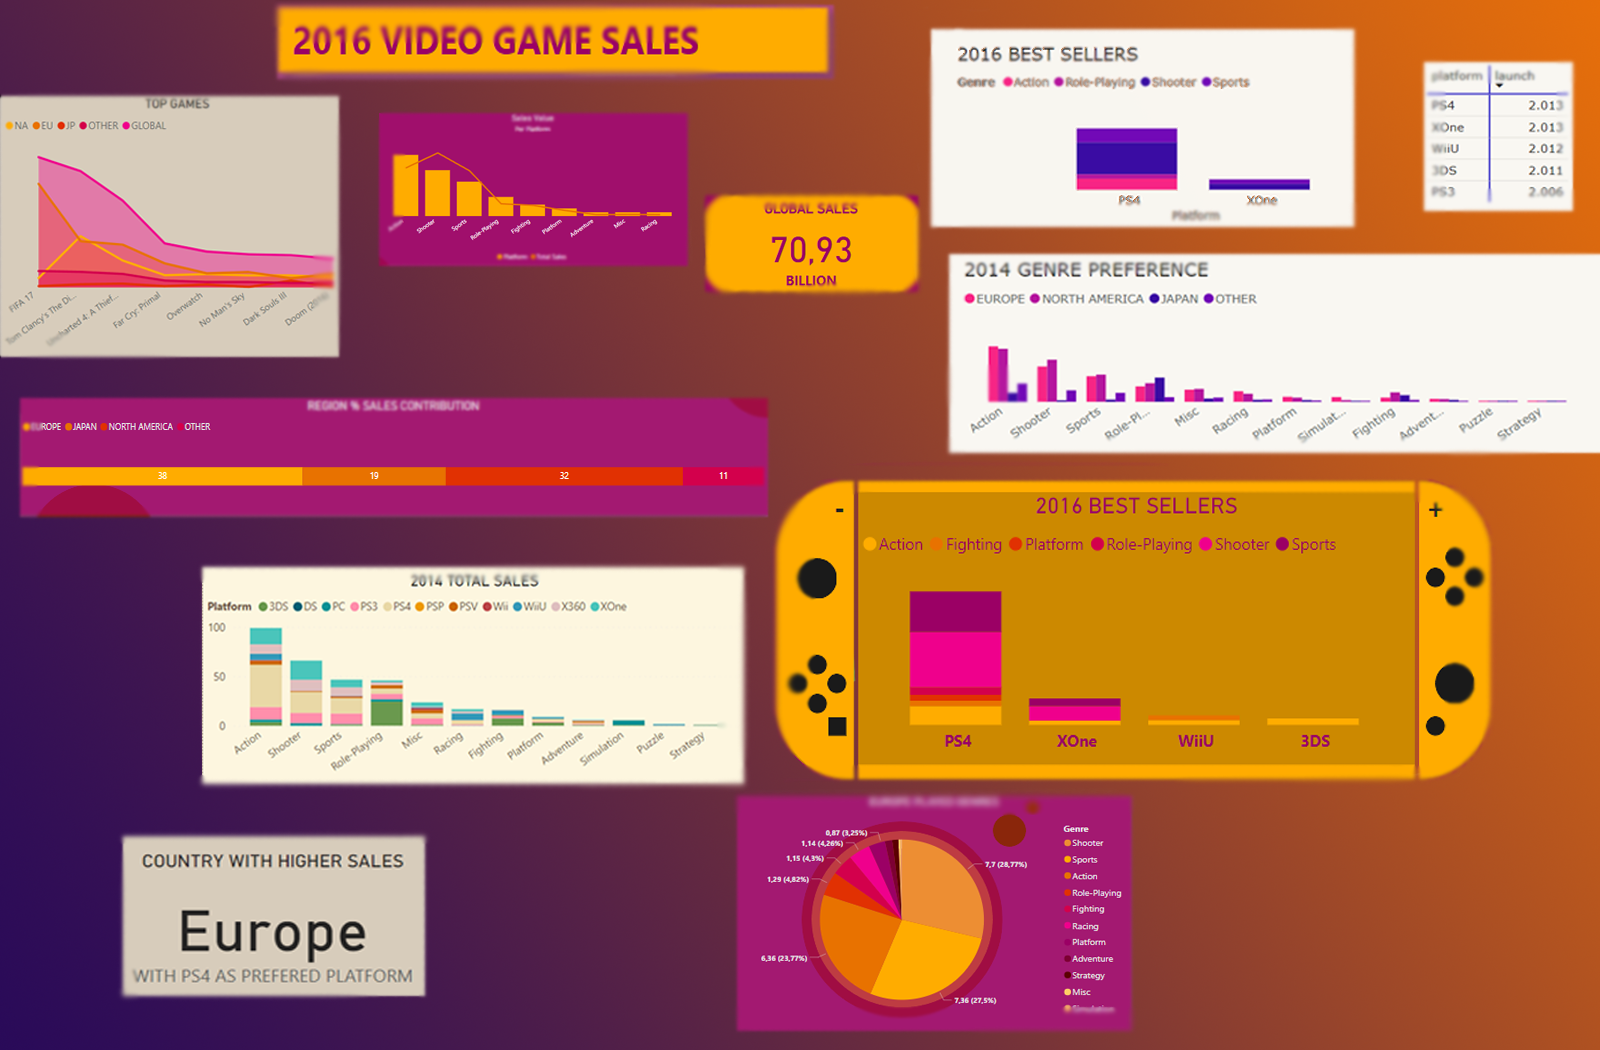 2016 VIDEO GAME SALES
TOP GAMES
NA EU JP OTHER GLOBAL
FIFA 17
Tom Clancy's The Di...
Uncharted 4: A Thief...
Far Cry: Primal
Overwatch
No Man's Sky
Dark Souls III
Doom (2016)
Sales Value
Per Platform
Action
Shooter
Sports
Role-Playing
Fighting
Platform
Adventure
Misc
Racing
Platform Total Sales
GLOBAL SALES
70,93
BILLION
2016 BEST SELLERS
Genre Action Role-Playing Shooter Sports
PS4 XOne
Platform
platform launch
PS4 2.013
XOne 2.013
WiiU 2.012
3DS 2.011
PS3 2.006
2014 GENRE PREFERENCE
EUROPE NORTH AMERICA JAPAN OTHER
Action
Shooter
Sports
Role-Pl...
Misc
Racing
Platform
Simulat...
Fighting
Advent...
Puzzle
Strategy
REGION % SALES CONTRIBUTION
EUROPE JAPAN NORTH AMERICA OTHER
38 19 32 11
2016 BEST SELLERS
Action Fighting Platform Role-Playing Shooter Sports
PS4 XOne WiiU 3DS
2014 TOTAL SALES
Platform 3DS DS PC PS3 PS4 PSP PSV Wii WiiU X360 XOne
100
50
0
Action
Shooter
Sports
Role-Playing
Misc
Racing
Fighting
Platform
Adventure
Simulation
Puzzle
Strategy
COUNTRY WITH HIGHER SALES
Europe
WITH PS4 AS PREFERED PLATFORM
EUROPE PLAYED GENRES
0,87 (3,25%)
1,14 (4,26%)
1,15 (4,3%)
1,29 (4,82%)
6,36 (23,77%)
7,7 (28,77%)
7,36 (27,5%)
Genre
Shooter
Sports
Action
Role-Playing
Fighting
Racing
Platform
Adventure
Strategy
Misc
Simulation